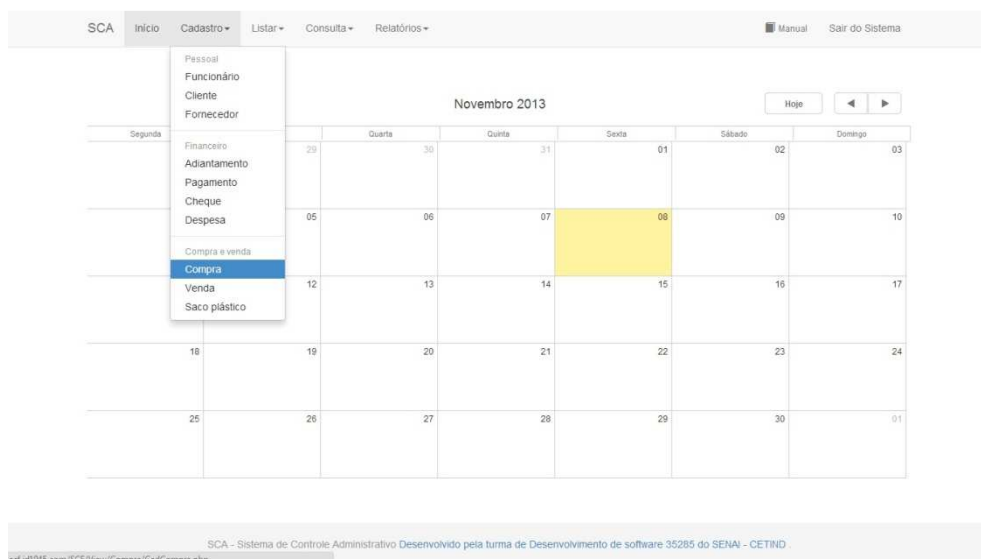 SCA Início Cadastro Listar Consulta Relatórios Manual Sair do Sistema
Pessoal
Funcionário
Cliente
Fornecedor
Financeiro
Adiantamento
Pagamento
Cheque
Despesa
Compra e venda
Compra
Venda
Saco plástico
Novembro 2013 Hoje
Segunda Quarta Quinta Sexta Sábado Domingo
29 30 31 01 02 03
05 06 07 08 09 10
12 13 14 15 16 17
18 19 20 21 22 23 24
25 26 27 28 29 30 01
SCA - Sistema de Controle Administrativo Desenvolvido pela turma de Desenvolvimento de software 35285 do SENAI - CETIND .